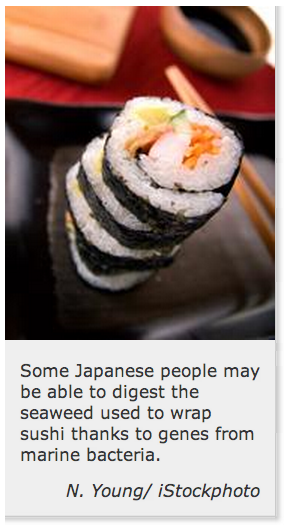 Some Japanese people may
be able to digest the
seaweed used to wrap
sushi thanks to genes from
marine bacteria.
N. Young/ iStockphoto